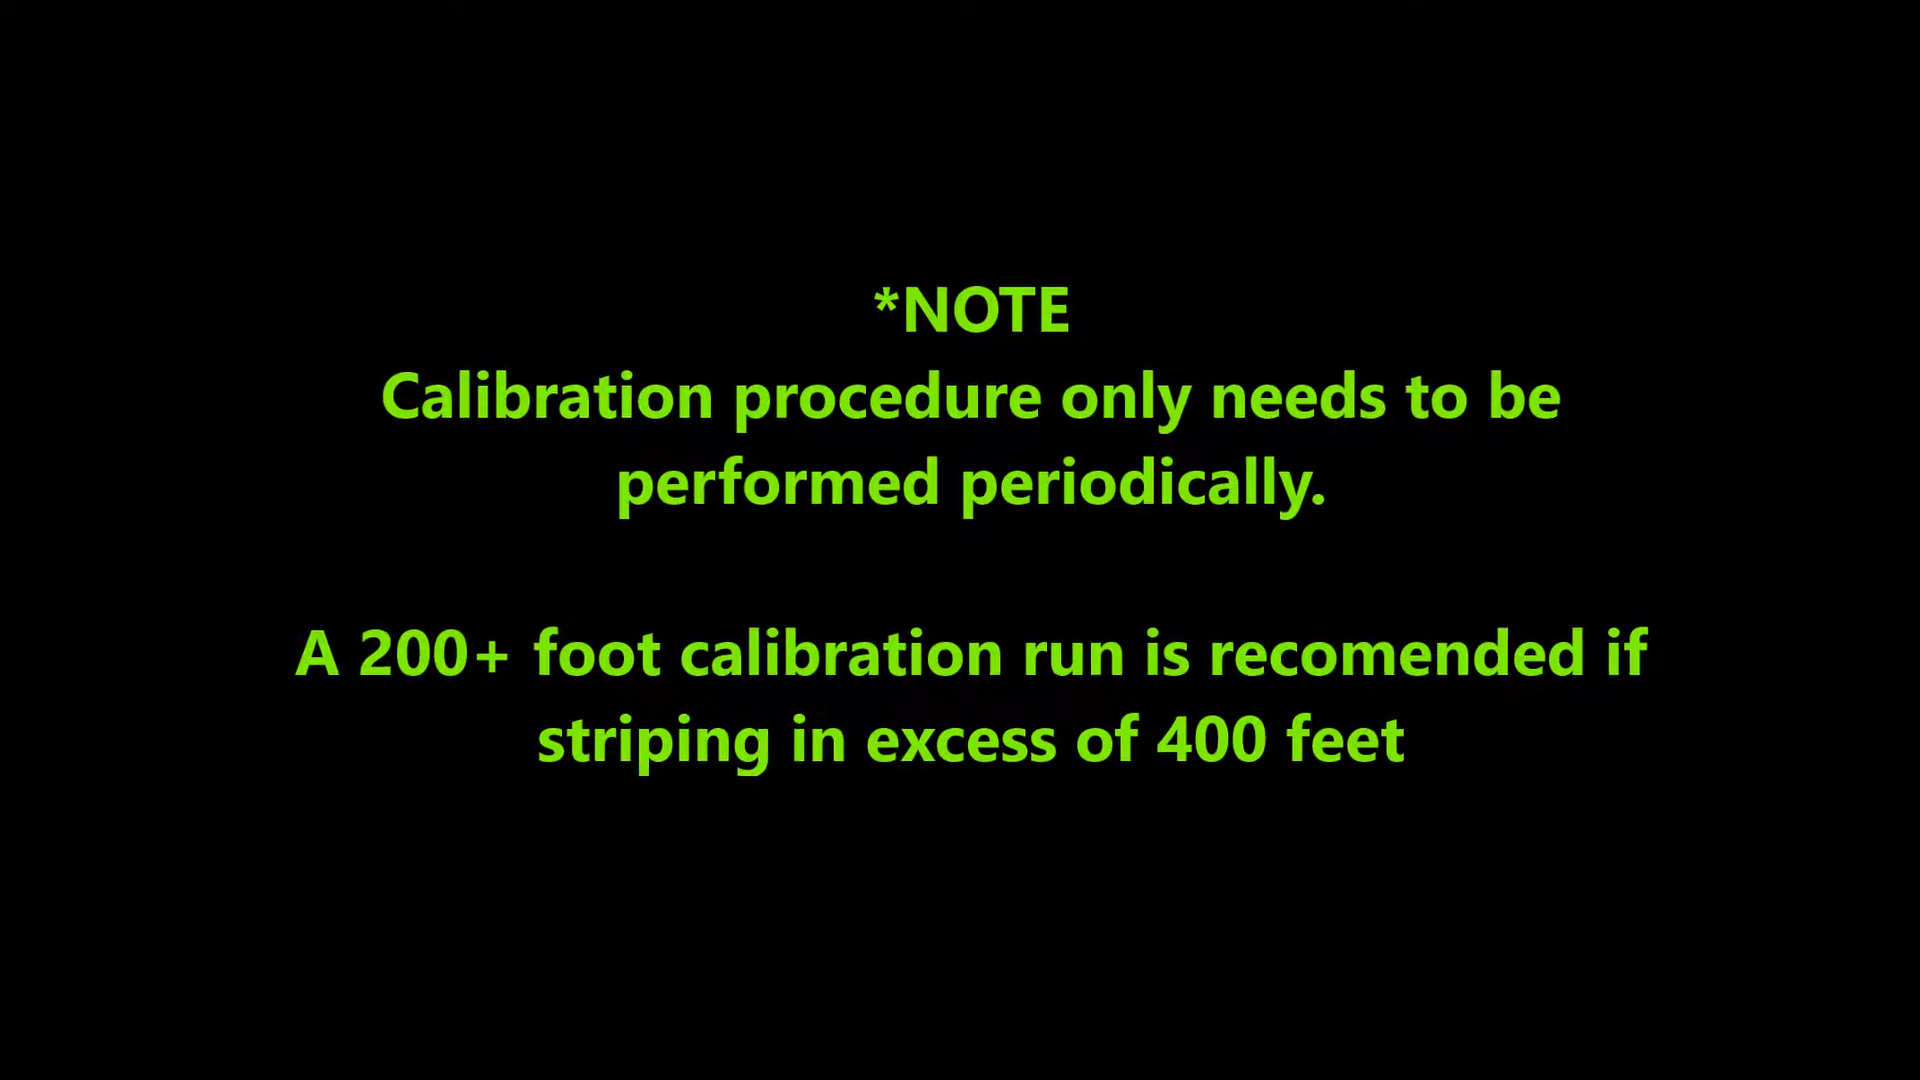 *NOTE
Calibration procedure only needs to be
performed periodically.
A 200+ foot calibration run is recomended if
striping in excess of 400 feet